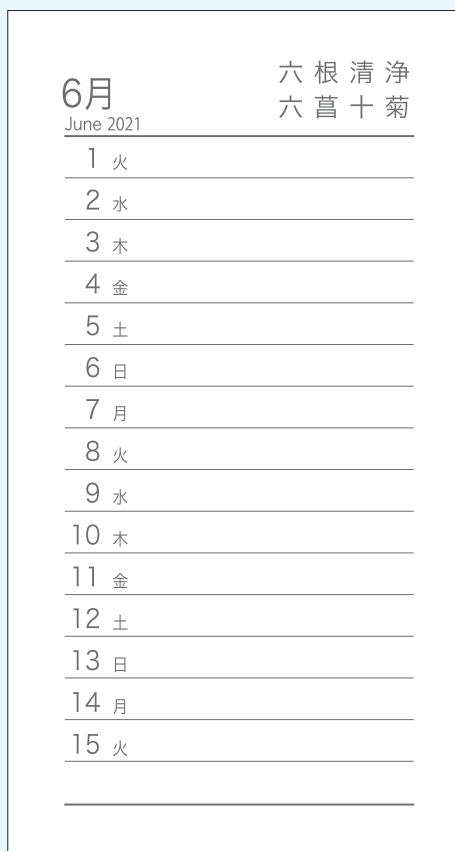 六根清浄
六菖十菊
6月
June 2021
1 火
2 水
3 木
4 金
5 土
6 日
7 月
8 火
9 水
10 木
11 金
12 土
13 日
14 月
15 火